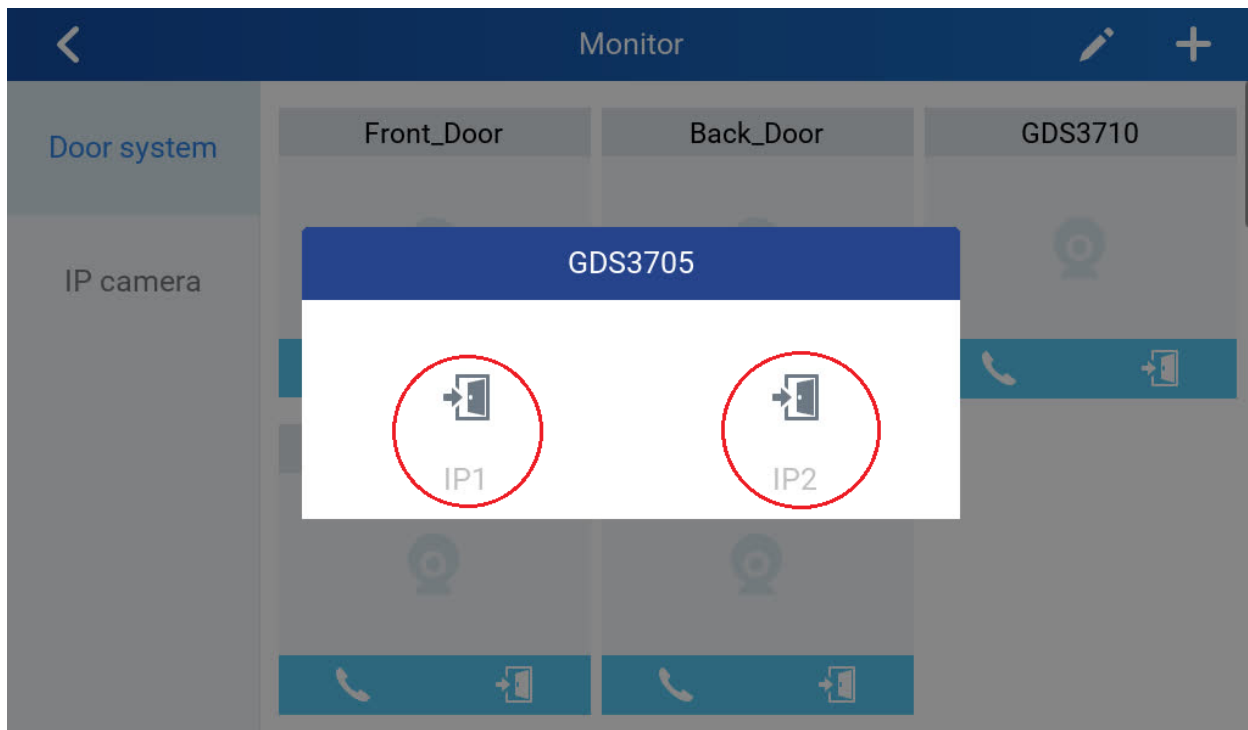 Monitor
Door system
IP camera
Front_Door
Back_Door
GDS3710
GDS3705
IP1
IP2